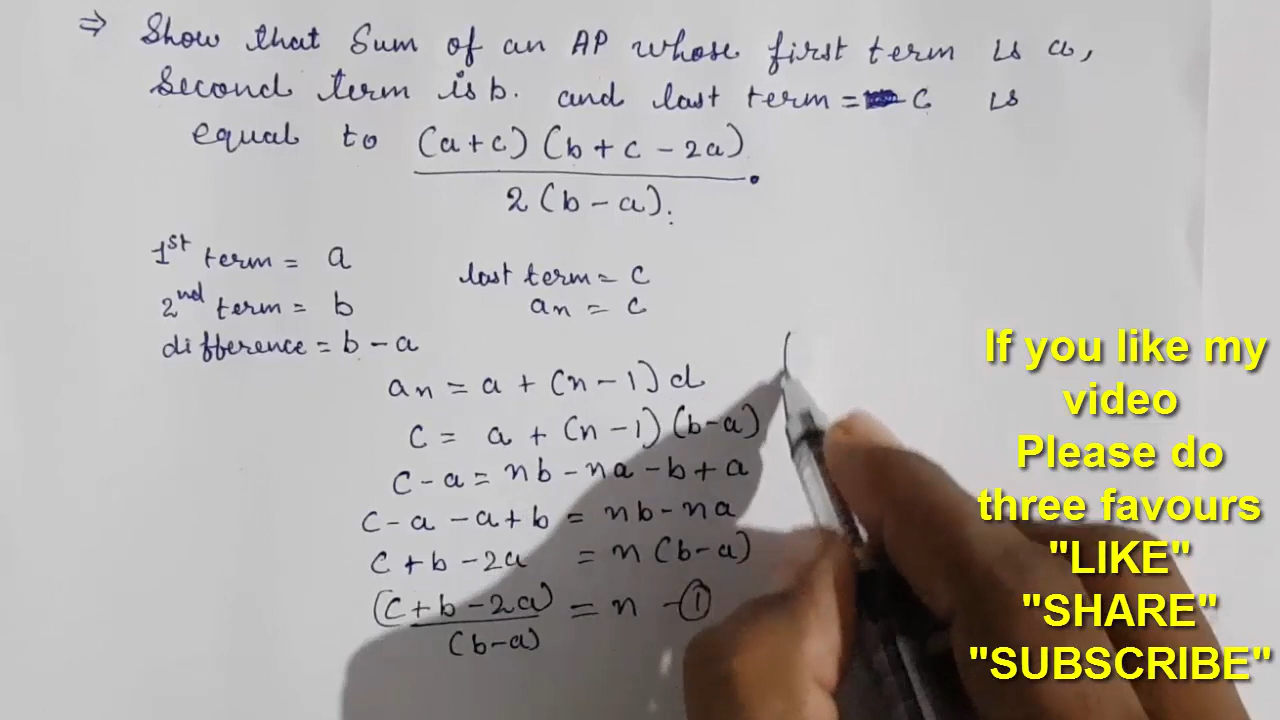 ⇒ Show that Sum of an AP whose first term is a,
Second term is b. and last term = c is
equal to (a+c)(b+c-2a)
2(b-a).
1st term = a
2nd term = b
difference = b-a
last term = c
an = c
an = a + (n-1)d
c = a + (n-1)(b-a)
c-a = nb-na-b+a
c-a-a+b = nb-na
c+b-2a = n(b-a)
(c+b-2a) = n -①
(b-a)
If you like my
video
Please do
three favours
"LIKE"
"SHARE"
"SUBSCRIBE"